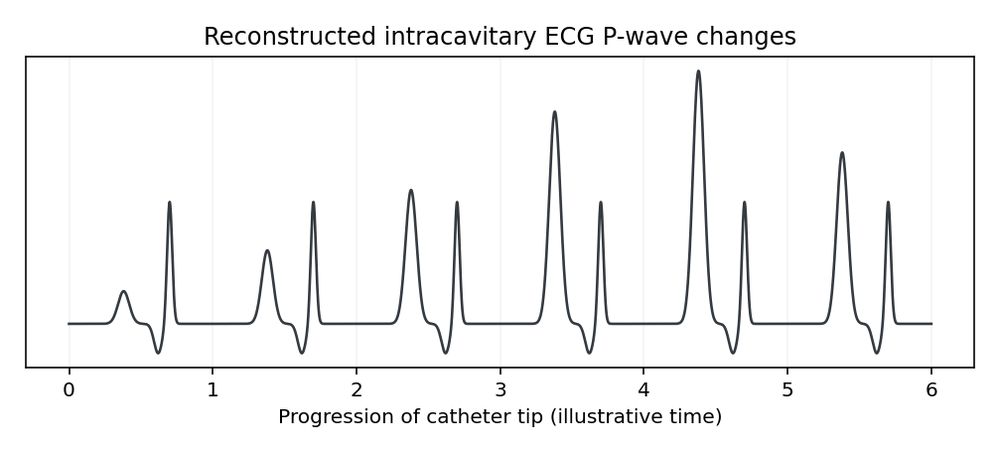 Reconstructed intracavitary ECG P-wave changes
0 1 2 3 4 5 6
Progression of catheter tip (illustrative time)